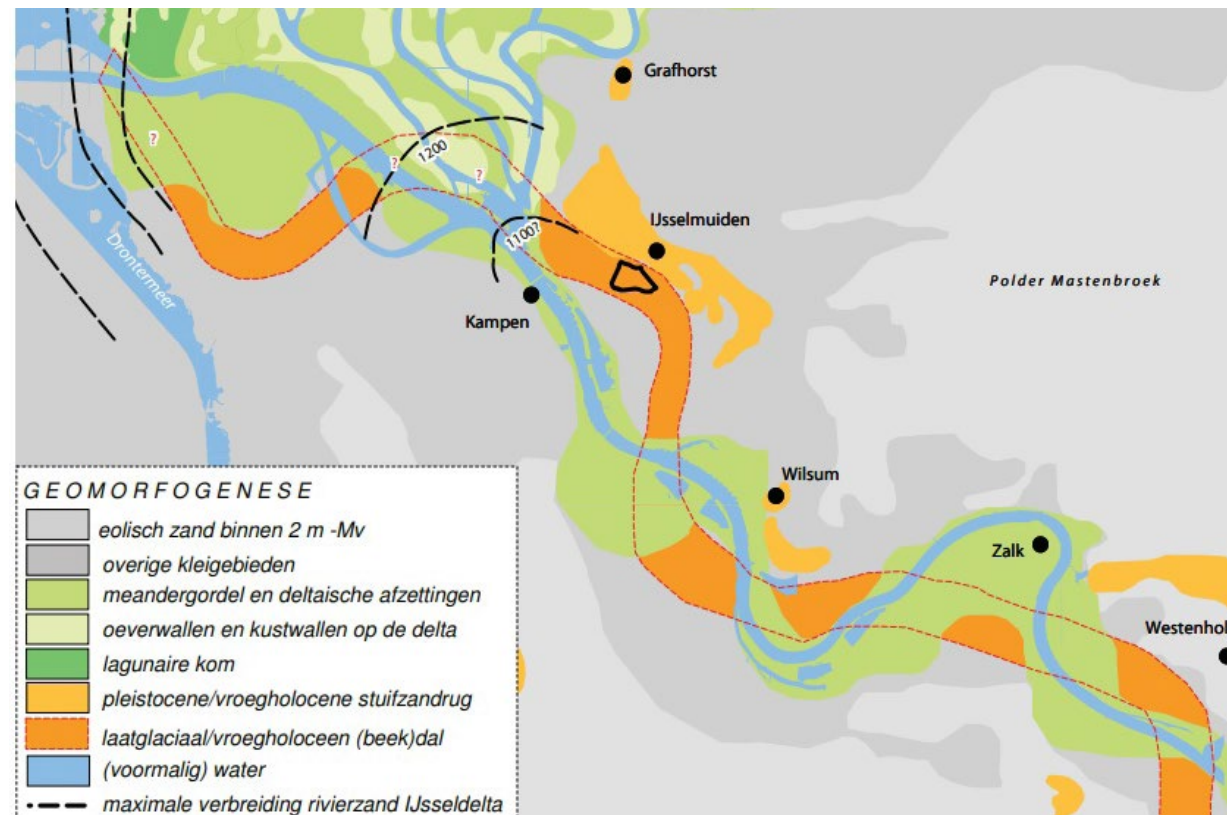 Grafhorst
?
1200
?
?
IJsselmuiden
1100?
Drontermeer
Polder Mastenbroek
Kampen
Wilsum
Zalk
Westenhol
GEOMORFOGENESE
eolisch zand binnen 2 m -Mv
overige kleigebieden
meandergordel en deltaische afzettingen
oeverwallen en kustwallen op de delta
lagunaire kom
pleistocene/vroegholocene stuifzandrug
laatglaciaal/vroegholoceen (beek)dal
(voormalig) water
maximale verbreiding rivierzand IJsseldelta